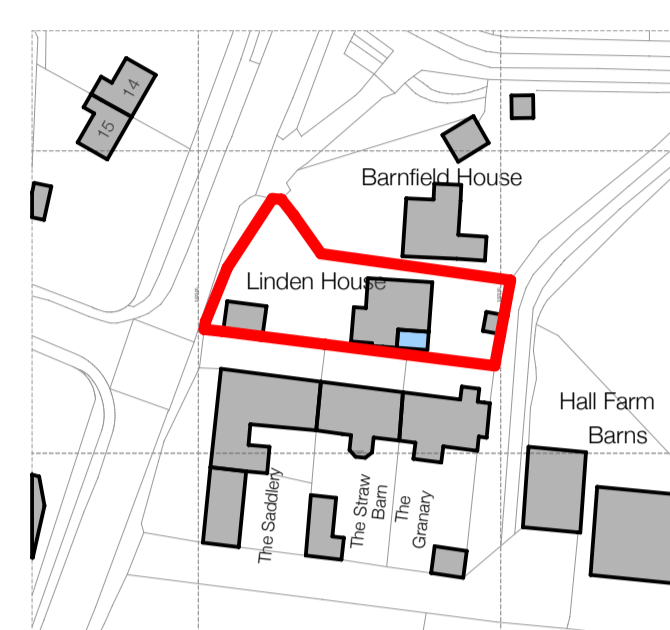 14
15
Barnfield House
Linden House
Hall Farm
Barns
The Saddlery
The Straw
Barn
The
Granary